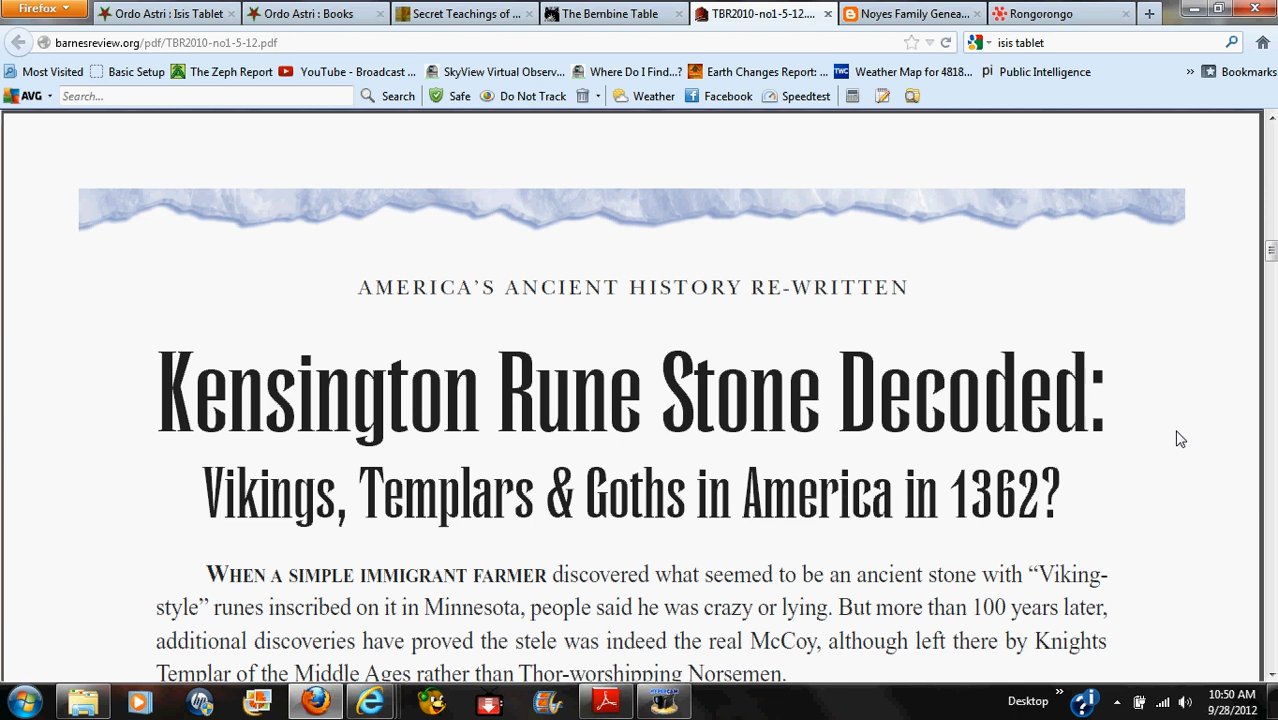 Firefox
Ordo Astri : Isis Tablet
Ordo Astri : Books
Secret Teachings of ...
The Bembine Table
TBR2010-no1-5-12....
Noyes Family Genea...
Rongorongo
barnesreview.org/pdf/TBR2010-no1-5-12.pdf
isis tablet
Most Visited
Basic Setup
The Zeph Report
YouTube - Broadcast ...
SkyView Virtual Observ...
Where Do I Find...?
Earth Changes Report: ...
TWC
Weather Map for 4818...
pi
Public Intelligence
»
Bookmarks
AVG
Search...
Search
Safe
Do Not Track
Weather
Facebook
Speedtest
AMERICA'S ANCIENT HISTORY RE-WRITTEN
Kensington Rune Stone Decoded:
Vikings, Templars & Goths in America in 1362?
WHEN A SIMPLE IMMIGRANT FARMER discovered what seemed to be an ancient stone with “Viking-
style” runes inscribed on it in Minnesota, people said he was crazy or lying. But more than 100 years later,
additional discoveries have proved the stele was indeed the real McCoy, although left there by Knights
Templar of the Middle Ages rather than Thor-worshipping Norsemen.
Desktop
»
10:50 AM
9/28/2012